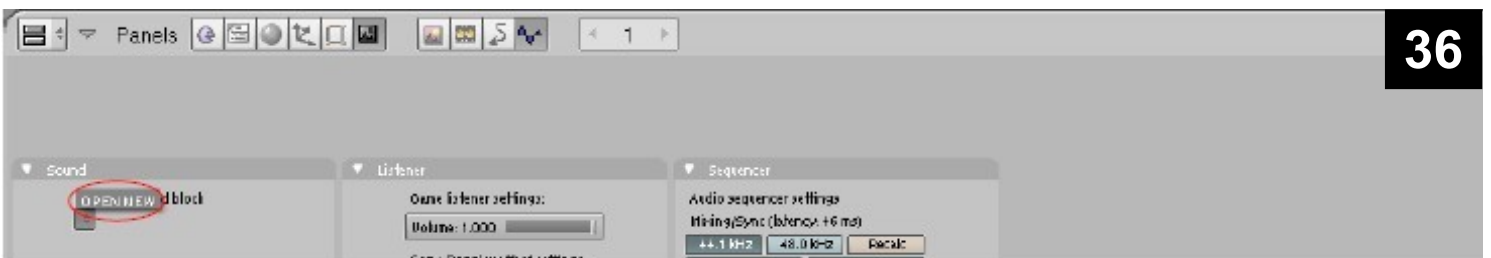 Panels
1
36
Sound
OPEN NEW d block
Listener
Game listener settings:
Volume: 1.000
Sequencer
Audio sequencer settings
Mixing/Sync (latency: +6 ms)
44.1 kHz 48.0 kHz Recalc